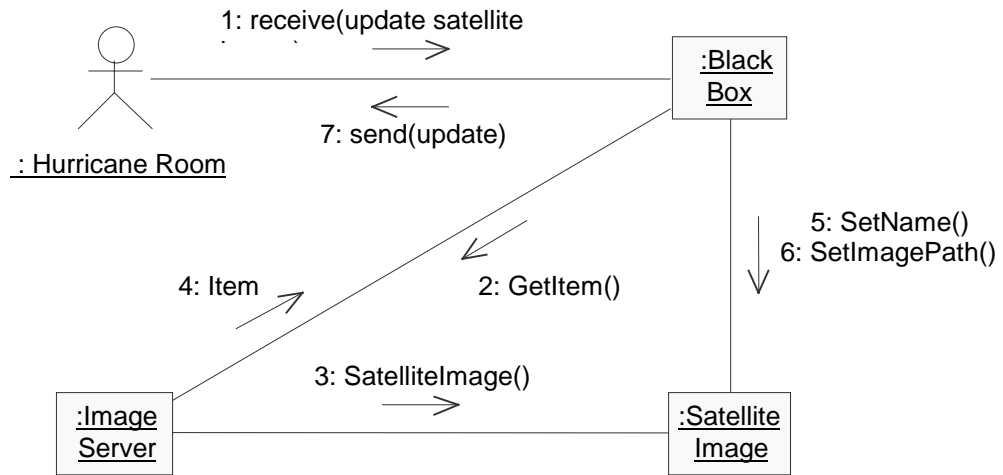 1: receive(update satellite
:Black
Box
7: send(update)
: Hurricane Room
5: SetName()
6: SetImagePath()
4: Item
2: GetItem()
3: SatelliteImage()
:Image
Server
:Satellite
Image